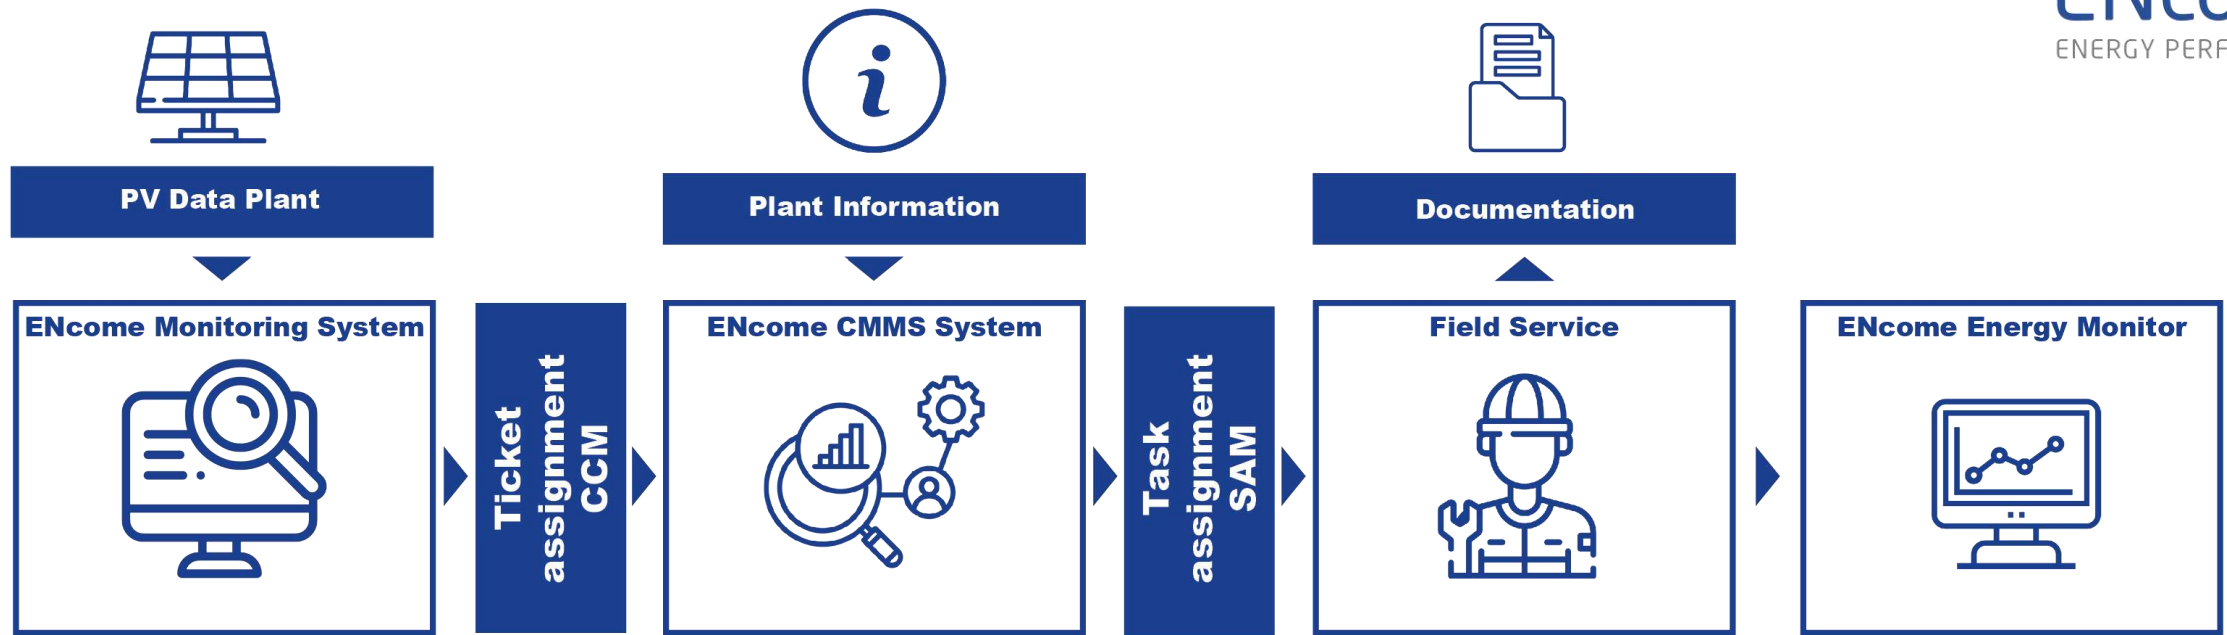 ENERGY
PV Data Plant
Plant Information
Documentation
ENcome Monitoring System
Ticket
assignment
CCM
ENcome CMMS System
Task
assignment
SAM
Field Service
ENcome Energy Monitor